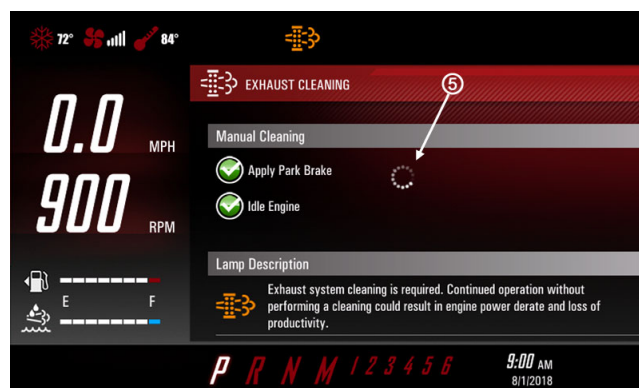 72° 84°
EXHAUST CLEANING
5
0.0 MPH
Manual Cleaning
Apply Park Brake
Idle Engine
900 RPM
Lamp Description
E F
Exhaust system cleaning is required. Continued operation without
performing a cleaning could result in engine power derate and loss of
productivity.
P R N M 1 2 3 4 5 6
9:00 AM
8/1/2018